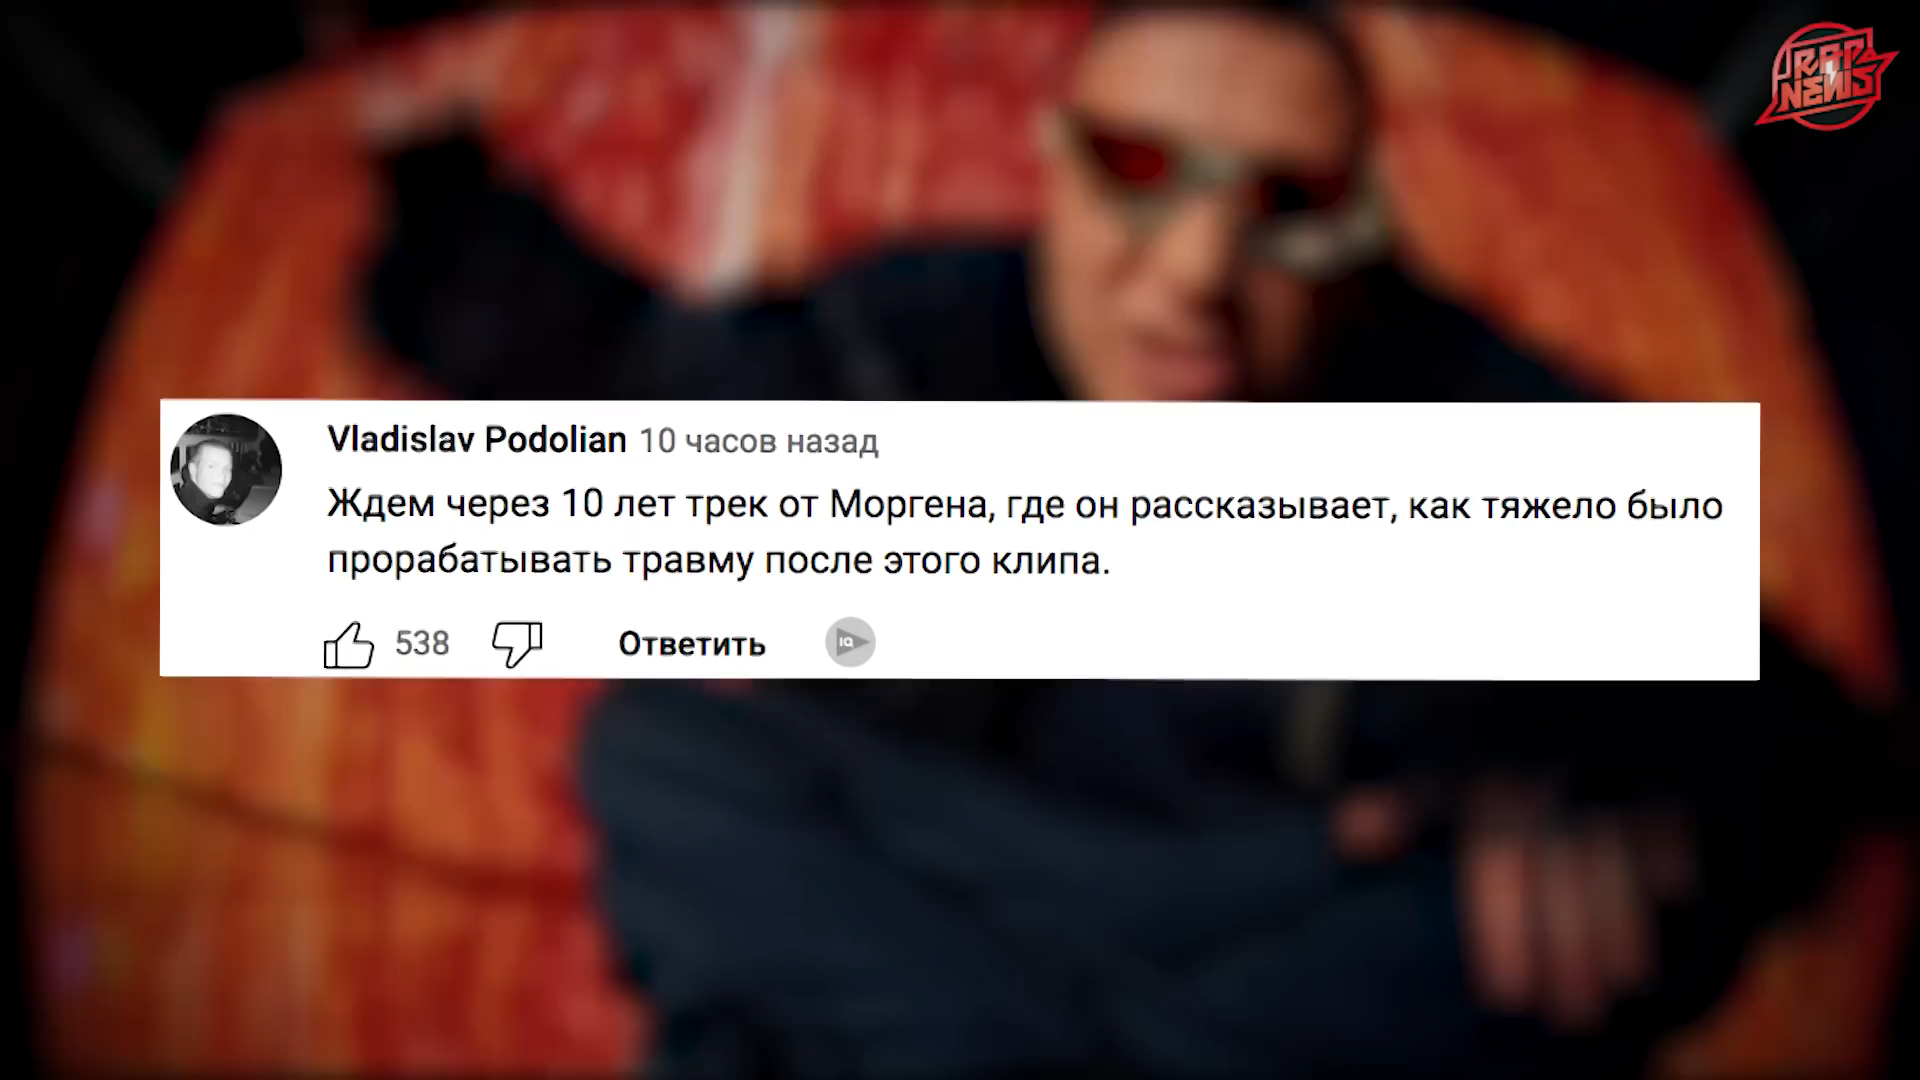 RAP
NEWS
Vladislav Podolian 10 часов назад
Ждем через 10 лет трек от Моргена, где он рассказывает, как тяжело было
прорабатывать травму после этого клипа.
538 Ответить IQ